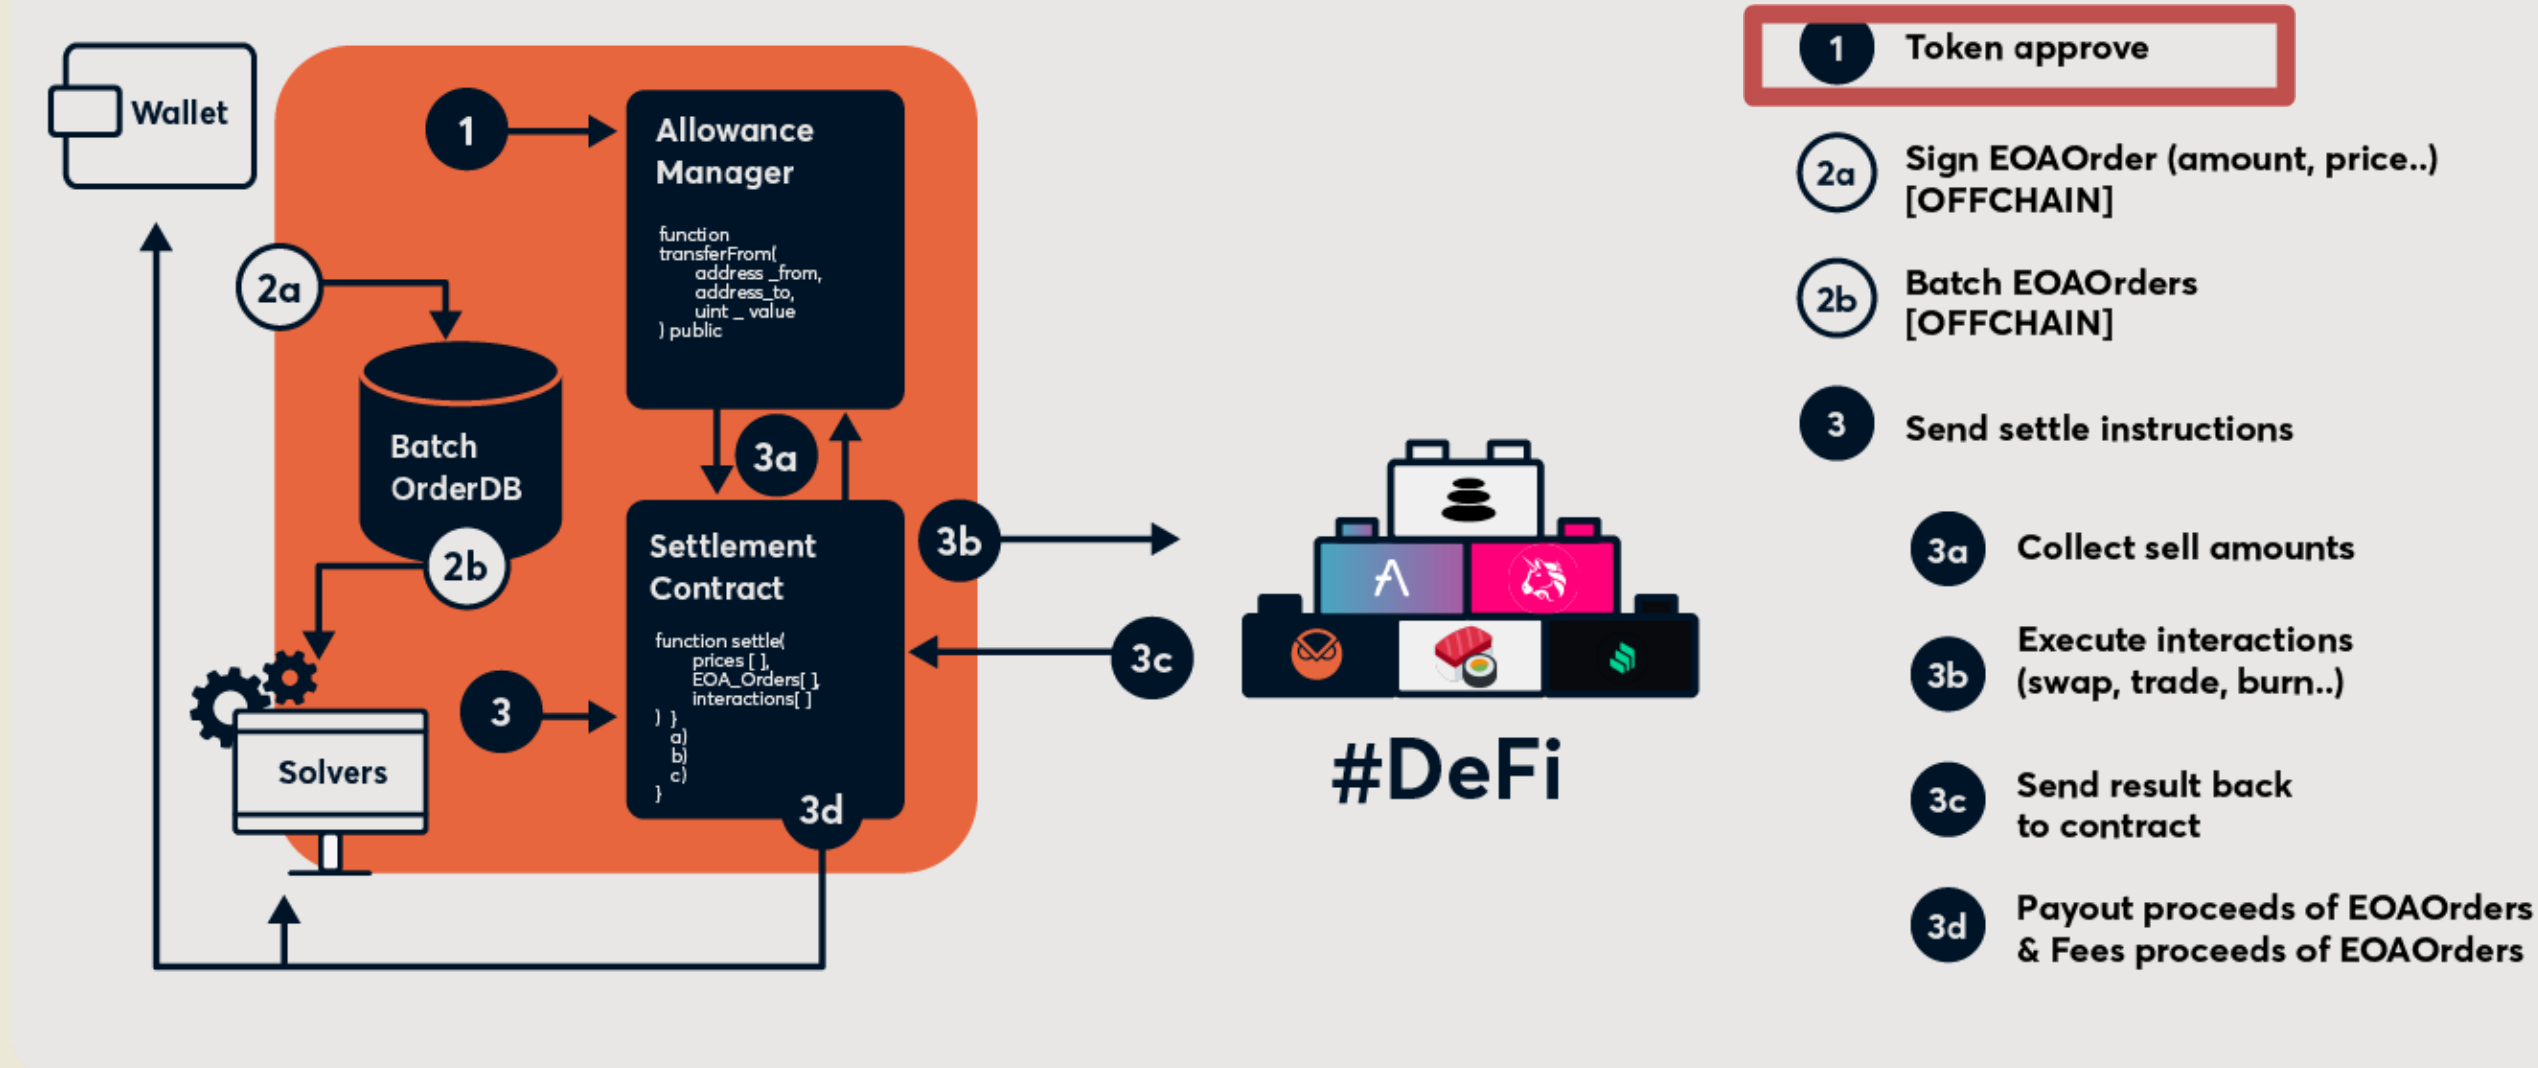 Wallet
1
Allowance
Manager
function
transferFrom(
address _from,
address_to,
uint _ value
) public
2a
Batch
OrderDB
2b
3a
Settlement
Contract
function settle(
prices [ ],
EOA_Orders[ ],
interactions[ ]
) }
a)
b)
c)
}
3
3d
Solvers
3b
3c
#DeFi
1 Token approve
2a Sign EOAOrder (amount, price..)
[OFFCHAIN]
2b Batch EOAOrders
[OFFCHAIN]
3 Send settle instructions
3a Collect sell amounts
3b Execute interactions
(swap, trade, burn..)
3c Send result back
to contract
3d Payout proceeds of EOAOrders
& Fees proceeds of EOAOrders